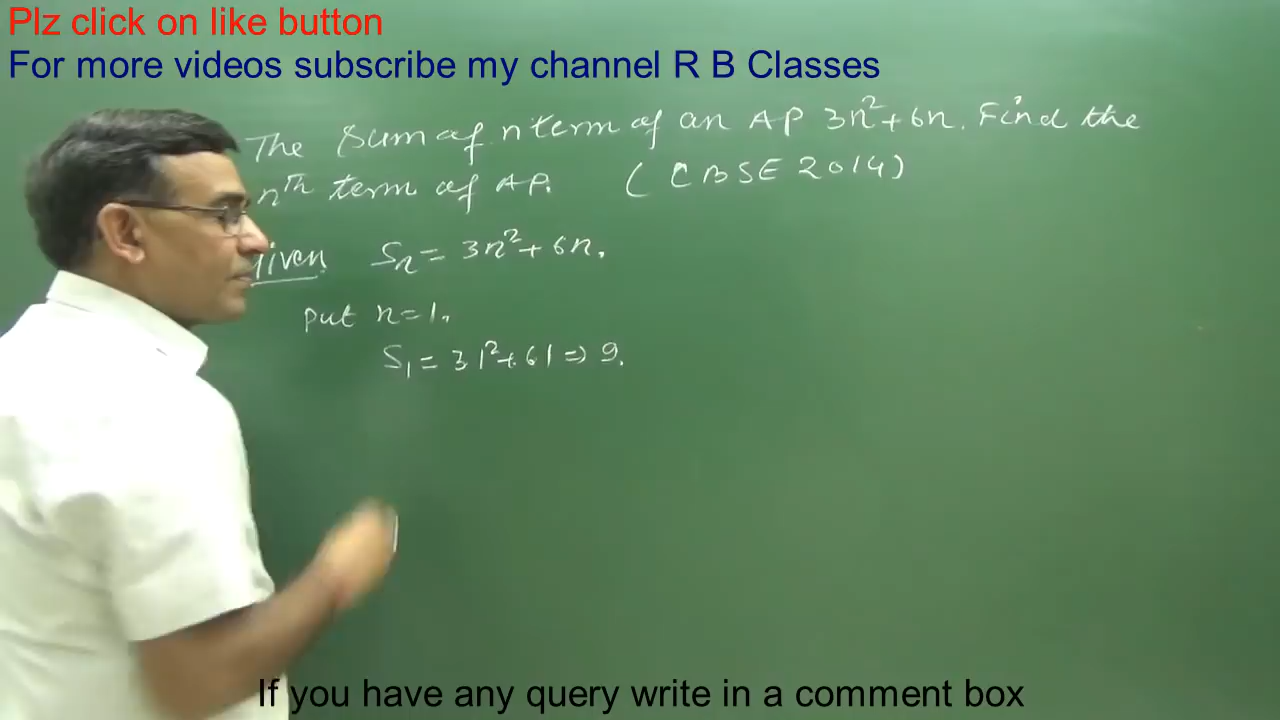 Plz click on like button
For more videos subscribe my channel R B Classes
The Sum of n term of an AP 3n²+6n. Find the
nth term of AP. (CBSE 2014)
Given Sₙ = 3n²+6n.
put n=1.
S₁ = 3.1²+6.1 => 9.
If you have any query write in a comment box